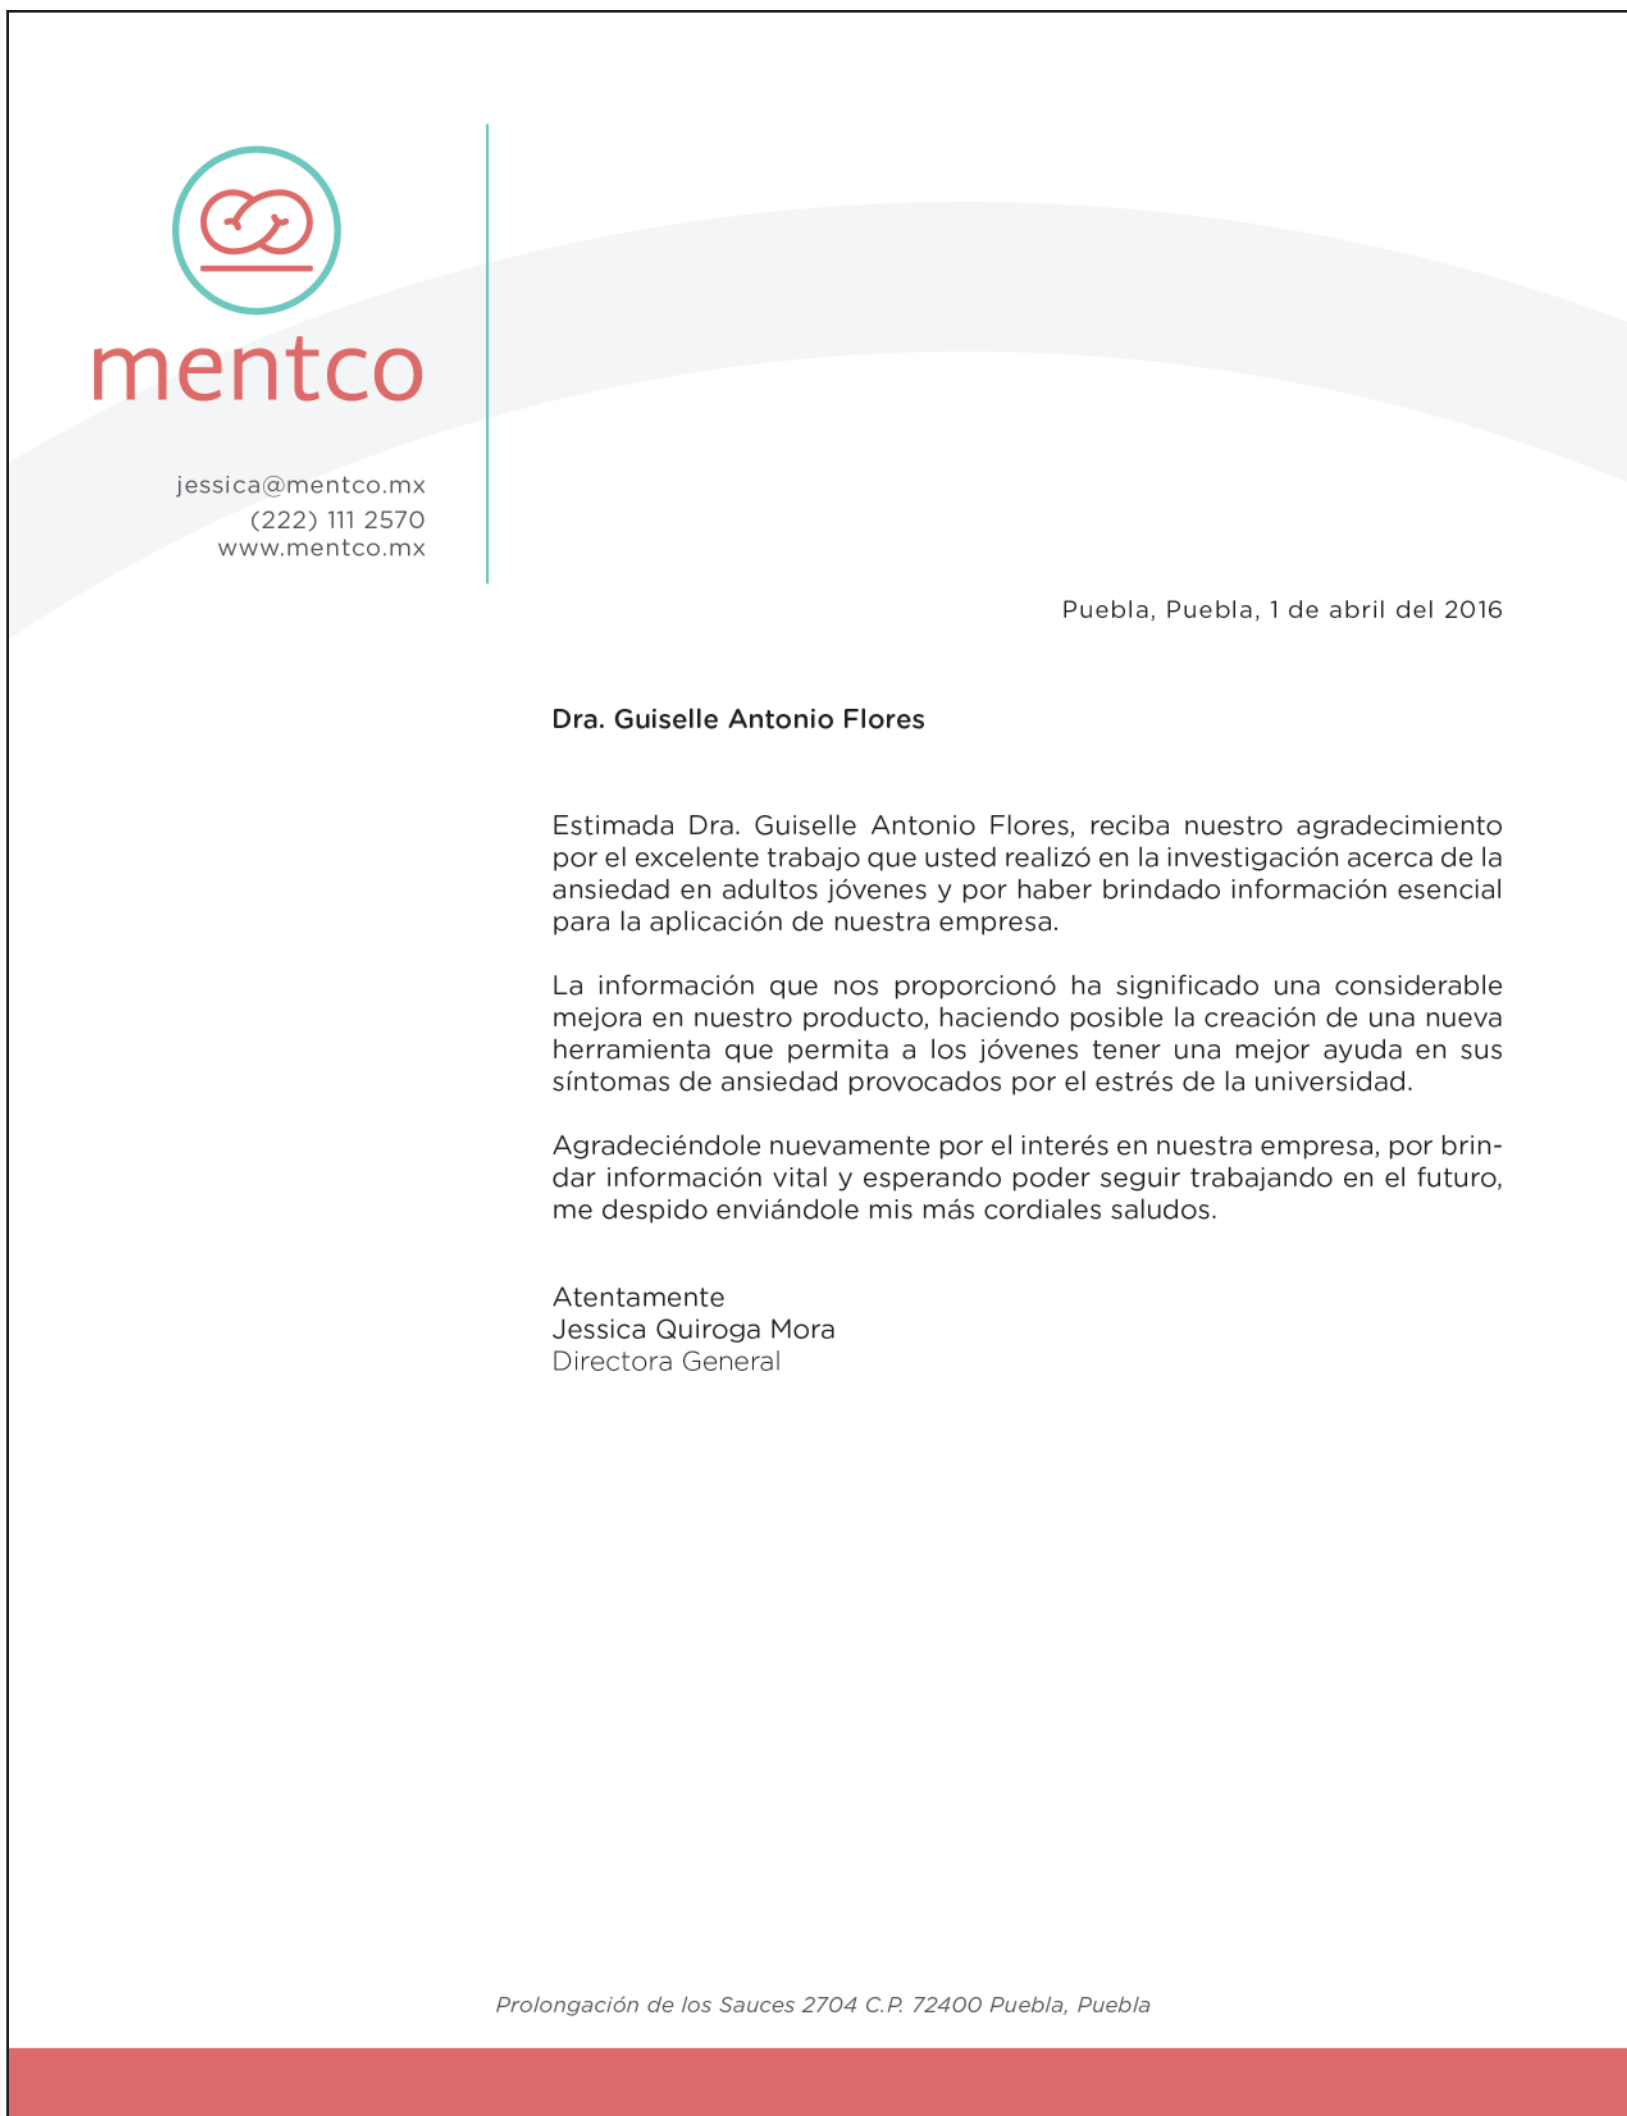 mentco
jessica@mentco.mx
(222) 111 2570
www.mentco.mx
Puebla, Puebla, 1 de abril del 2016
Dra. Guiselle Antonio Flores
Estimada Dra. Guiselle Antonio Flores, reciba nuestro agradecimiento
por el excelente trabajo que usted realizó en la investigación acerca de la
ansiedad en adultos jóvenes y por haber brindado información esencial
para la aplicación de nuestra empresa.
La información que nos proporcionó ha significado una considerable
mejora en nuestro producto, haciendo posible la creación de una nueva
herramienta que permita a los jóvenes tener una mejor ayuda en sus
síntomas de ansiedad provocados por el estrés de la universidad.
Agradeciéndole nuevamente por el interés en nuestra empresa, por brin-
dar información vital y esperando poder seguir trabajando en el futuro,
me despido enviándole mis más cordiales saludos.
Atentamente
Jessica Quiroga Mora
Directora General
Prolongación de los Sauces 2704 C.P. 72400 Puebla, Puebla